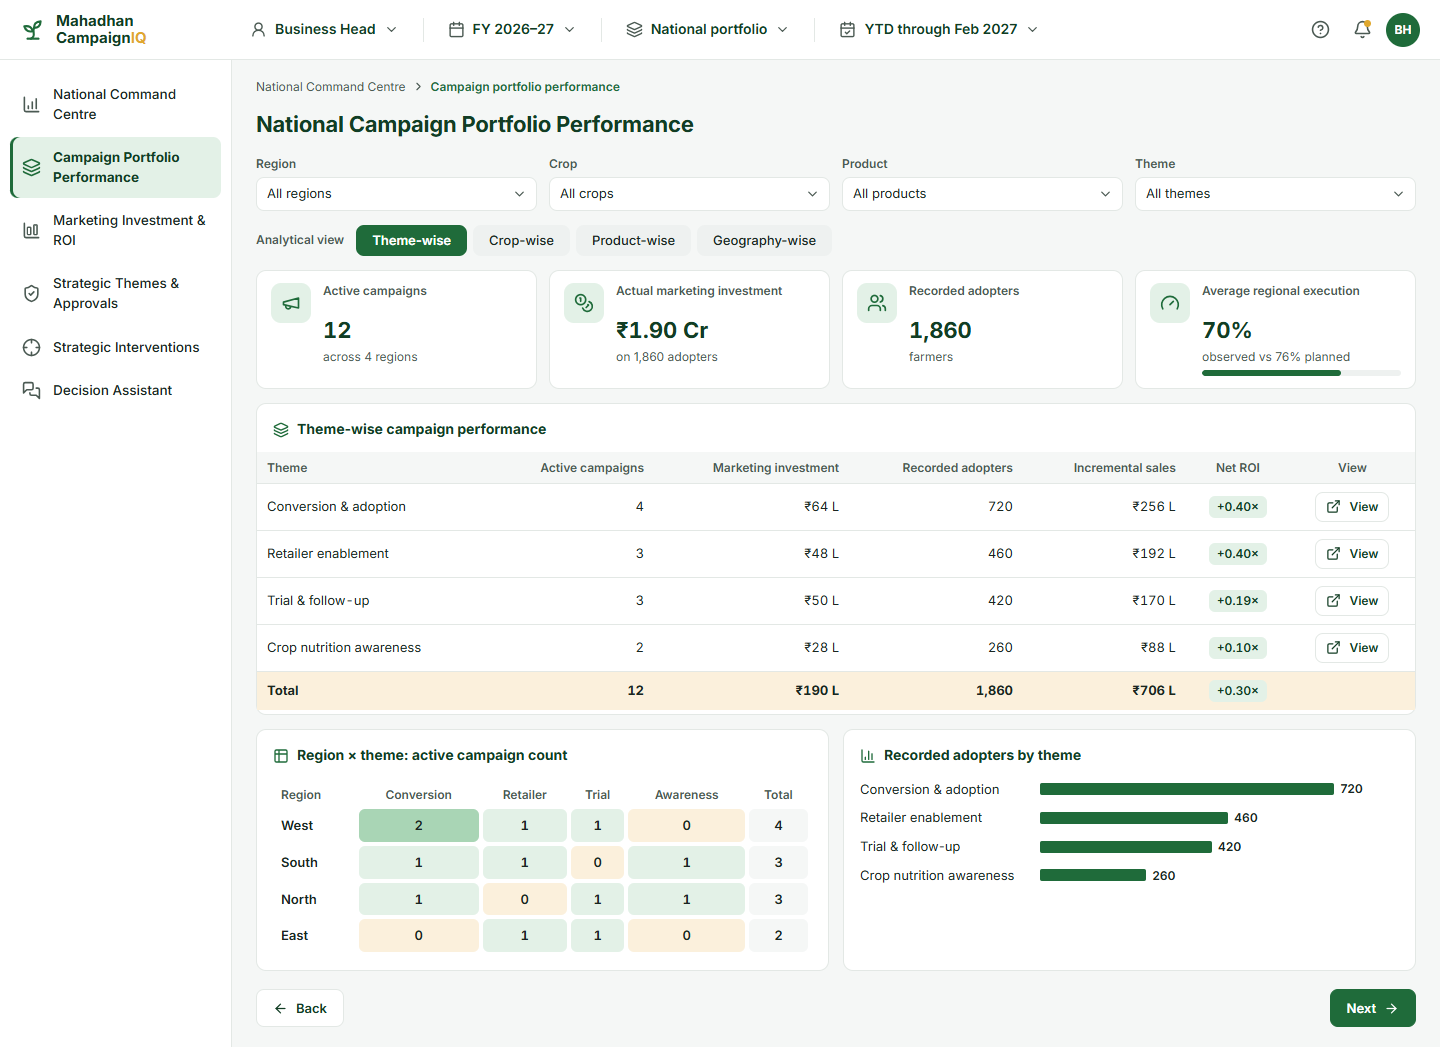 Mahadhan
CampaignIQ
Business Head
FY 2026–27
National portfolio
YTD through Feb 2027
BH
National Command
Centre
Campaign Portfolio
Performance
Marketing Investment &
ROI
Strategic Themes &
Approvals
Strategic Interventions
Decision Assistant
National Command Centre > Campaign portfolio performance
National Campaign Portfolio Performance
Region Crop Product Theme
All regions All crops All products All themes
Analytical view Theme-wise Crop-wise Product-wise Geography-wise
Active campaigns
12
across 4 regions
Actual marketing investment
₹1.90 Cr
on 1,860 adopters
Recorded adopters
1,860
farmers
Average regional execution
70%
observed vs 76% planned
Theme-wise campaign performance
Theme Active campaigns Marketing investment Recorded adopters Incremental sales Net ROI View
Conversion & adoption 4 ₹64 L 720 ₹256 L +0.40× View
Retailer enablement 3 ₹48 L 460 ₹192 L +0.40× View
Trial & follow-up 3 ₹50 L 420 ₹170 L +0.19× View
Crop nutrition awareness 2 ₹28 L 260 ₹88 L +0.10× View
Total 12 ₹190 L 1,860 ₹706 L +0.30×
Region × theme: active campaign count
Region Conversion Retailer Trial Awareness Total
West 2 1 1 0 4
South 1 1 0 1 3
North 1 0 1 1 3
East 0 1 1 0 2
Recorded adopters by theme
Conversion & adoption 720
Retailer enablement 460
Trial & follow-up 420
Crop nutrition awareness 260
Back
Next